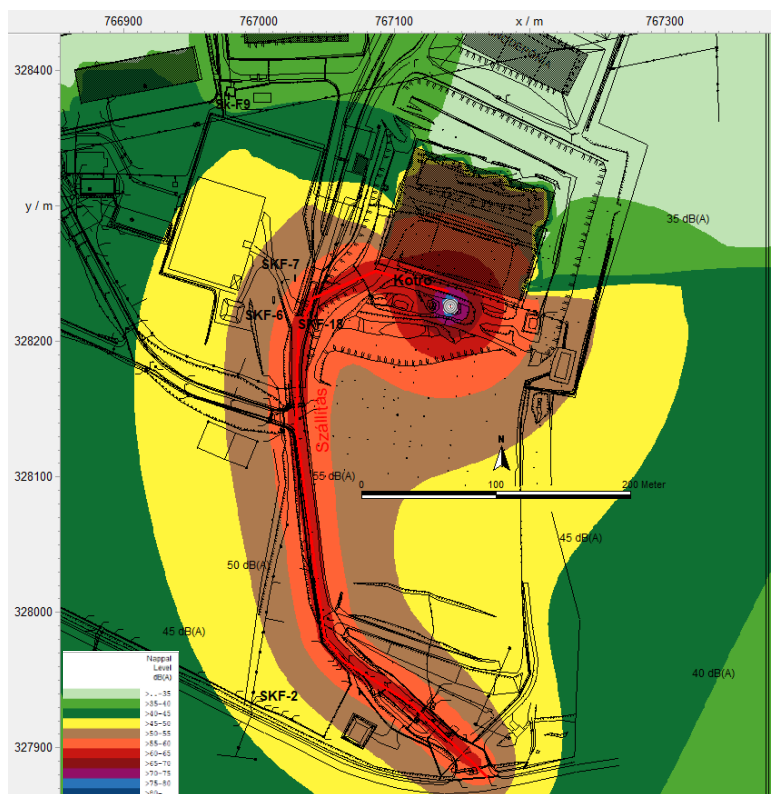 766900 767000 767100 x / m 767300
328400
Sk-F9
y / m
35 dB(A)
SKF-7
Kotró
SKF-6
SKF-18
328200
Szállítás
N
55 dB(A)
328100
0 100 200 Meter
45 dB(A)
50 dB(A)
328000
45 dB(A)
40 dB(A)
Nappal
Level
dB(A)
SKF-2
>...-35
>35-40
>40-45
>45-50
>50-55
>55-60
>60-65
>65-70
>70-75
>75-80
>80-
327900